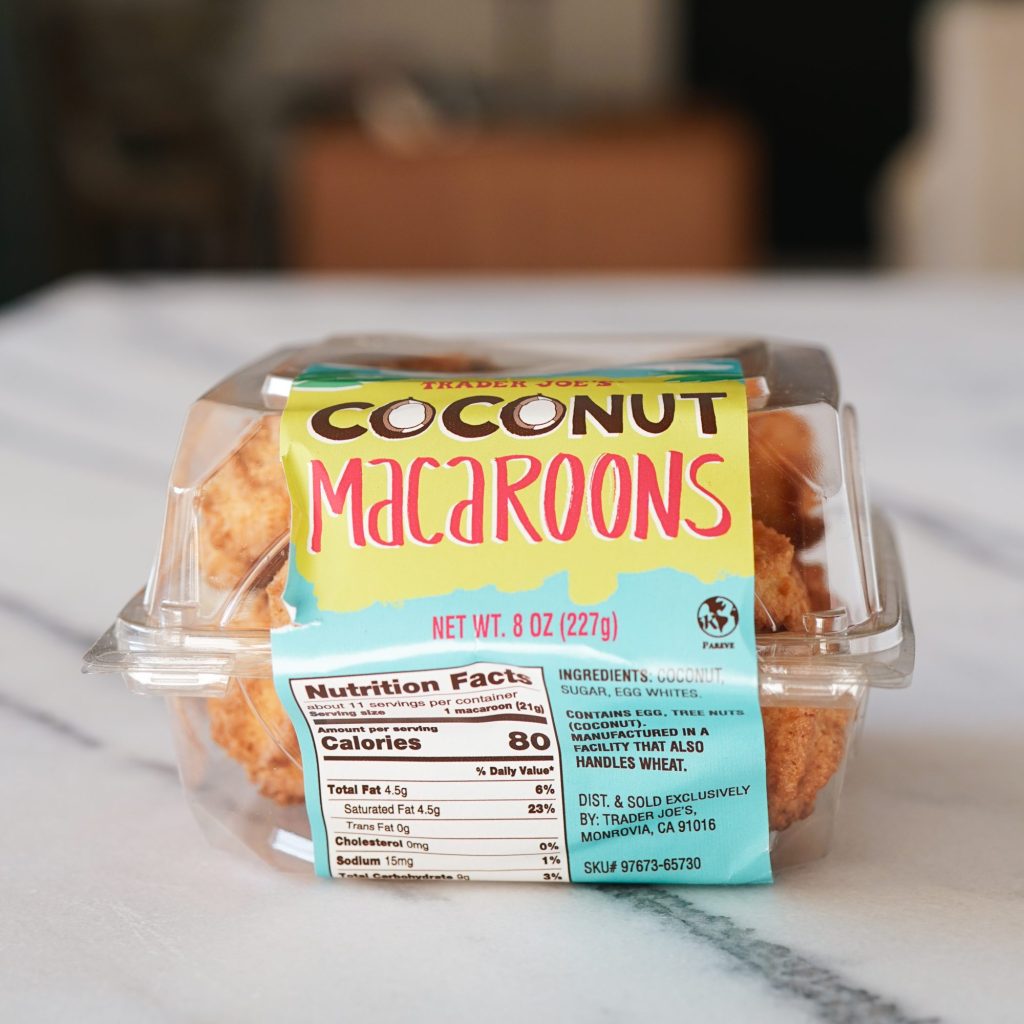 TRADER JOE'S
COCONUT
MACAROONS
NET WT. 8 OZ (227g)
K
PAREVE
Nutrition Facts
about 11 servings per container
Serving size 1 macaroon (21g)
Amount per serving
Calories 80
% Daily Value*
Total Fat 4.5g 6%
Saturated Fat 4.5g 23%
Trans Fat 0g
Cholesterol 0mg 0%
Sodium 15mg 1%
Total Carbohydrate 9g 3%
INGREDIENTS: COCONUT,
SUGAR, EGG WHITES.
CONTAINS EGG, TREE NUTS
(COCONUT).
MANUFACTURED IN A
FACILITY THAT ALSO
HANDLES WHEAT.
DIST. & SOLD EXCLUSIVELY
BY: TRADER JOE'S,
MONROVIA, CA 91016
SKU# 97673-65730